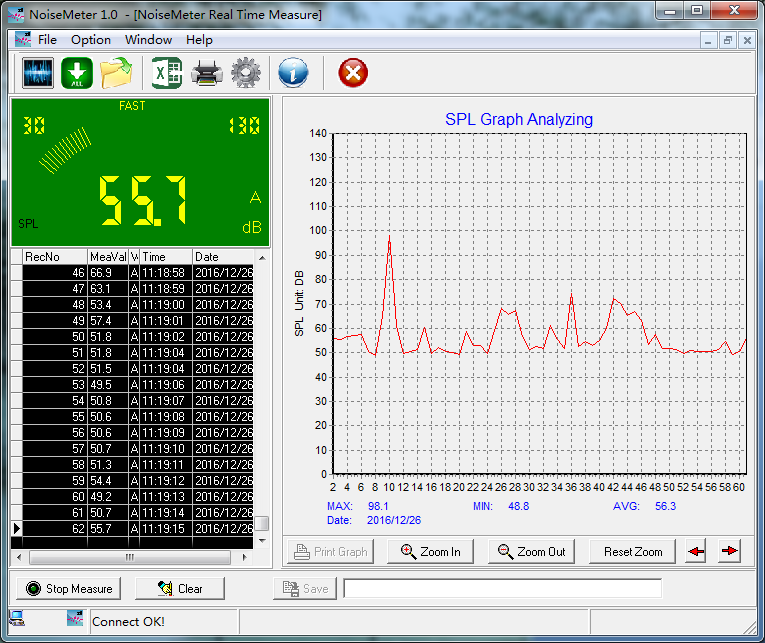 NoiseMeter 1.0 - [NoiseMeter Real Time Measure]
File Option Window Help
ALL
FAST
30 130
55.7
A
SPL
dB
RecNo MeaVal Time Date
46 66.9 A 11:18:58 2016/12/26
47 63.1 A 11:18:59 2016/12/26
48 53.4 A 11:19:00 2016/12/26
49 57.4 A 11:19:01 2016/12/26
50 51.8 A 11:19:02 2016/12/26
51 51.8 A 11:19:04 2016/12/26
52 51.5 A 11:19:04 2016/12/26
53 49.5 A 11:19:06 2016/12/26
54 50.8 A 11:19:07 2016/12/26
55 50.6 A 11:19:08 2016/12/26
56 50.6 A 11:19:09 2016/12/26
57 50.7 A 11:19:10 2016/12/26
58 51.3 A 11:19:11 2016/12/26
59 54.4 A 11:19:12 2016/12/26
60 49.2 A 11:19:13 2016/12/26
61 50.7 A 11:19:14 2016/12/26
62 55.7 A 11:19:15 2016/12/26
SPL Graph Analyzing
140
130
120
110
100
90
80
70
60
50
40
30
20
10
0
SPL Unit: DB
2 4 6 8 10 12 14 16 18 20 22 24 26 28 30 32 34 36 38 40 42 44 46 48 50 52 54 56 58 60
MAX: 98.1 MIN: 48.8 AVG: 56.3
Date: 2016/12/26
Print Graph Zoom In Zoom Out Reset Zoom
Stop Measure Clear Save
Connect OK!